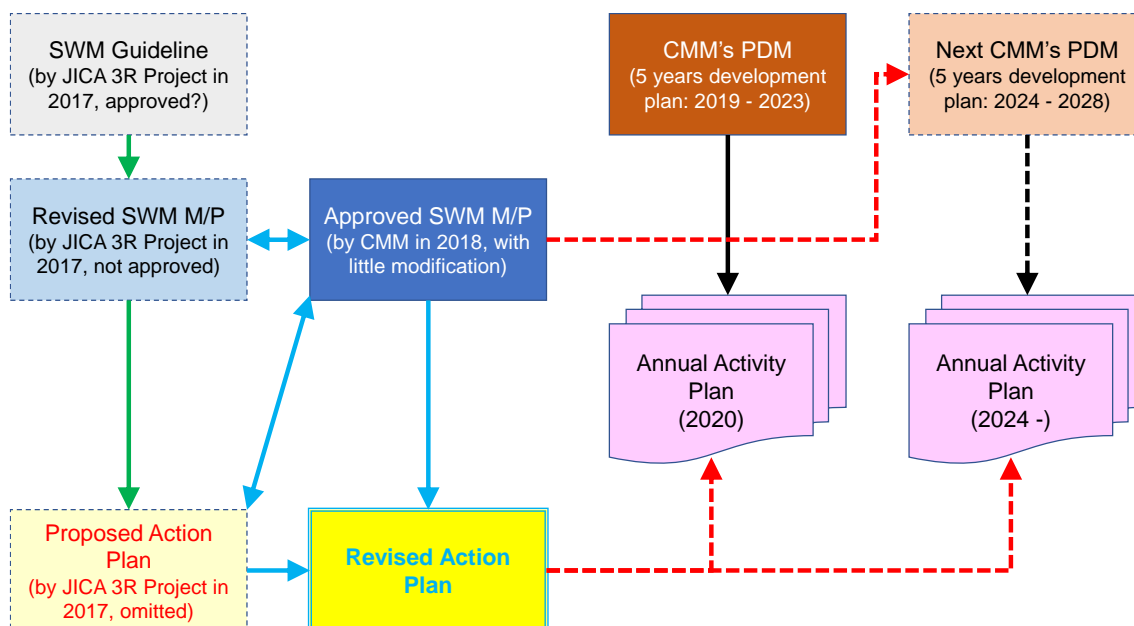 SWM Guideline
(by JICA 3R Project in
2017, approved?)
CMM's PDM
(5 years development
plan: 2019 - 2023)
Next CMM's PDM
(5 years development
plan: 2024 - 2028)
Revised SWM M/P
(by JICA 3R Project in
2017, not approved)
Approved SWM M/P
(by CMM in 2018, with
little modification)
Annual Activity
Plan
(2020)
Annual Activity
Plan
(2024 -)
Proposed Action
Plan
(by JICA 3R Project in
2017, omitted)
Revised Action
Plan